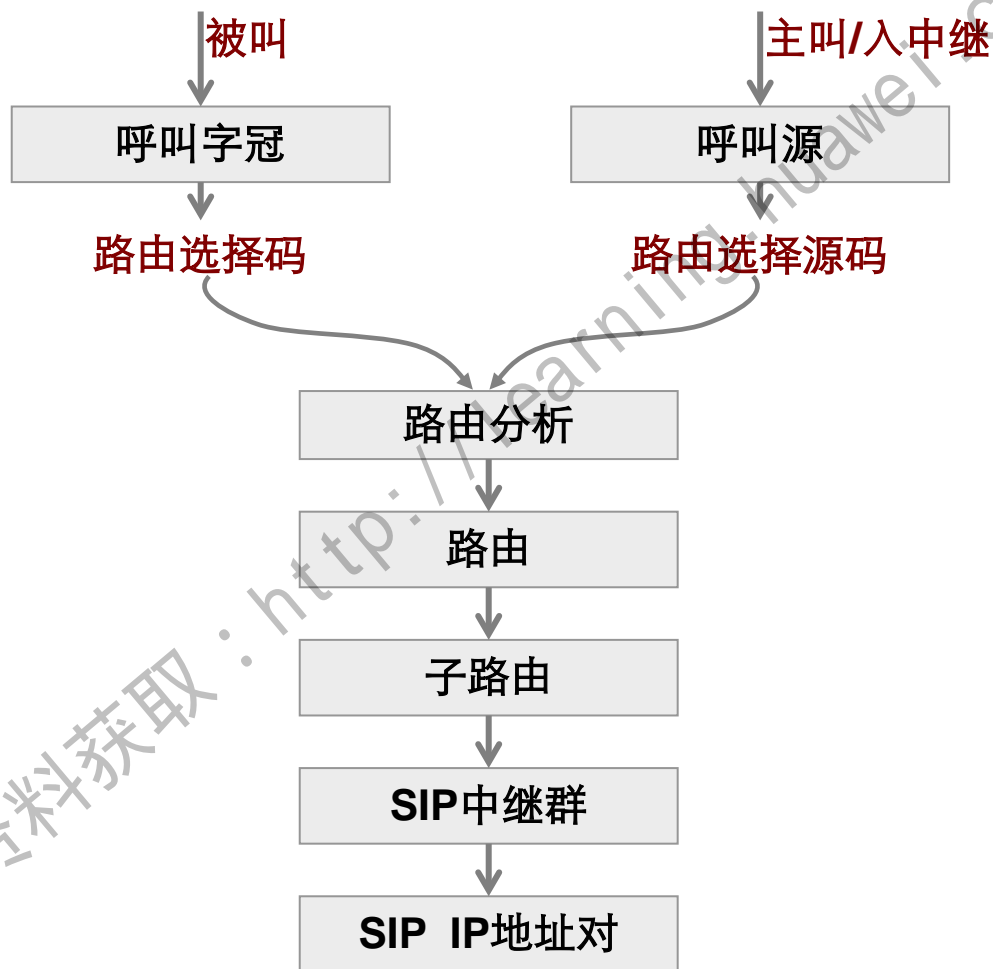 被叫
主叫/入中继
呼叫字冠
呼叫源
路由选择码
路由选择源码
路由分析
路由
子路由
SIP中继群
SIP IP地址对
料获取：http://learning.huawei.c